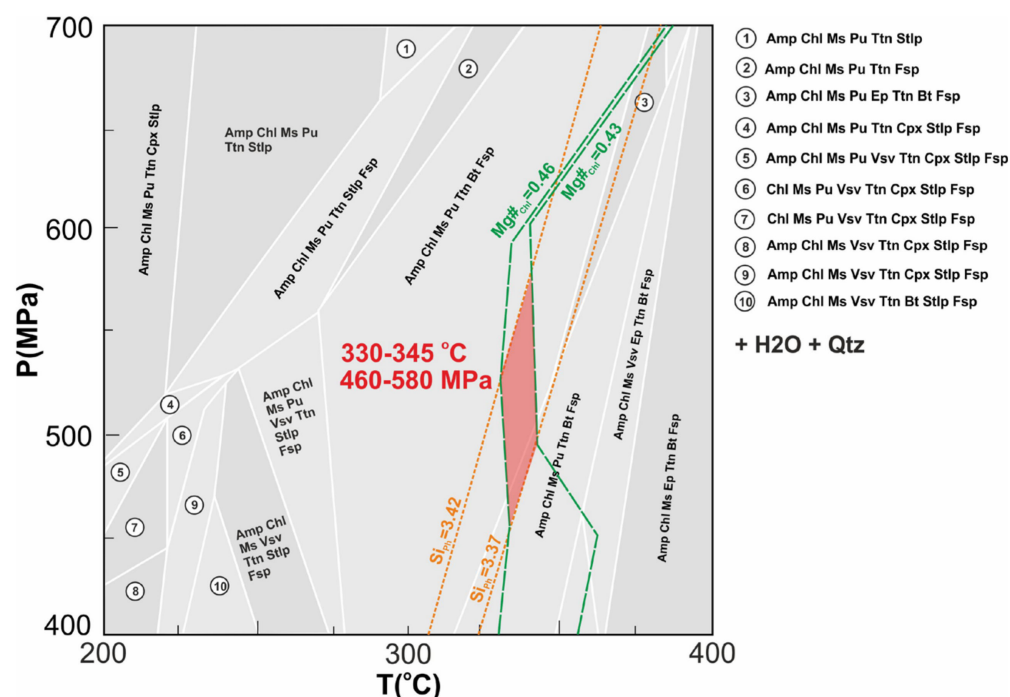 700
600
500
400
P(MPa)
200
300
400
T(°C)
Amp Chl Ms Pu Ttn Cpx Stlp
Amp Chl Ms Pu
Ttn Stlp
1
2
3
Amp Chl Ms Pu Ttn Stlp Fsp
Amp Chl Ms Pu Ttn Bt Fsp
Mg#Chl=0.46
Mg#Chl=0.43
330-345 °C
460-580 MPa
4
5
6
7
8
9
10
Amp Chl
Ms Pu
Vsv Ttn
Stlp
Fsp
Amp Chl
Ms Vsv
Ttn Stlp
Fsp
SiPh=3.42
SiPh=3.37
Amp Chl Ms Pu Ttn Bt Fsp
Amp Chl Ms Vsv Ep Ttn Bt Fsp
Amp Chl Ms Ep Ttn Bt Fsp
1 Amp Chl Ms Pu Ttn Stlp
2 Amp Chl Ms Pu Ttn Fsp
3 Amp Chl Ms Pu Ep Ttn Bt Fsp
4 Amp Chl Ms Pu Ttn Cpx Stlp Fsp
5 Amp Chl Ms Pu Vsv Ttn Cpx Stlp Fsp
6 Chl Ms Pu Vsv Ttn Cpx Stlp Fsp
7 Chl Ms Pu Vsv Ttn Cpx Stlp Fsp
8 Amp Chl Ms Vsv Ttn Cpx Stlp Fsp
9 Amp Chl Ms Vsv Ttn Cpx Stlp Fsp
10 Amp Chl Ms Vsv Ttn Bt Stlp Fsp
+ H2O + Qtz